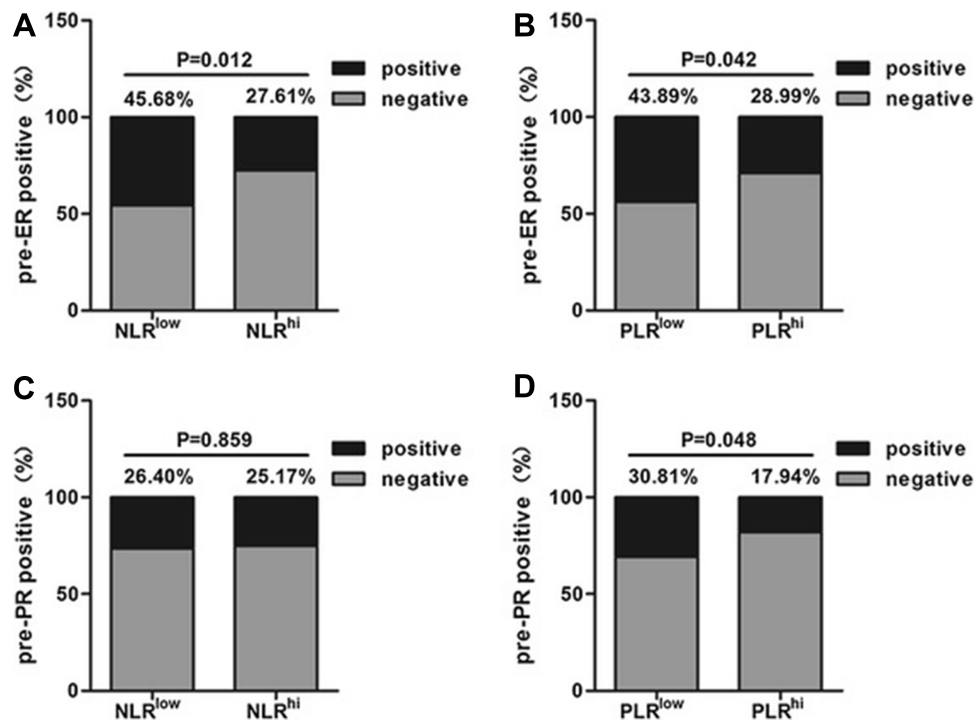 A
pre-ER positive (%)
150
100
50
0
P=0.012
45.68% 27.61%
positive
negative
NLRlow NLRhi
B
pre-ER positive (%)
150
100
50
0
P=0.042
43.89% 28.99%
positive
negative
PLRlow PLRhi
C
pre-PR positive (%)
150
100
50
0
P=0.859
26.40% 25.17%
positive
negative
NLRlow NLRhi
D
pre-PR positive (%)
150
100
50
0
P=0.048
30.81% 17.94%
positive
negative
PLRlow PLRhi